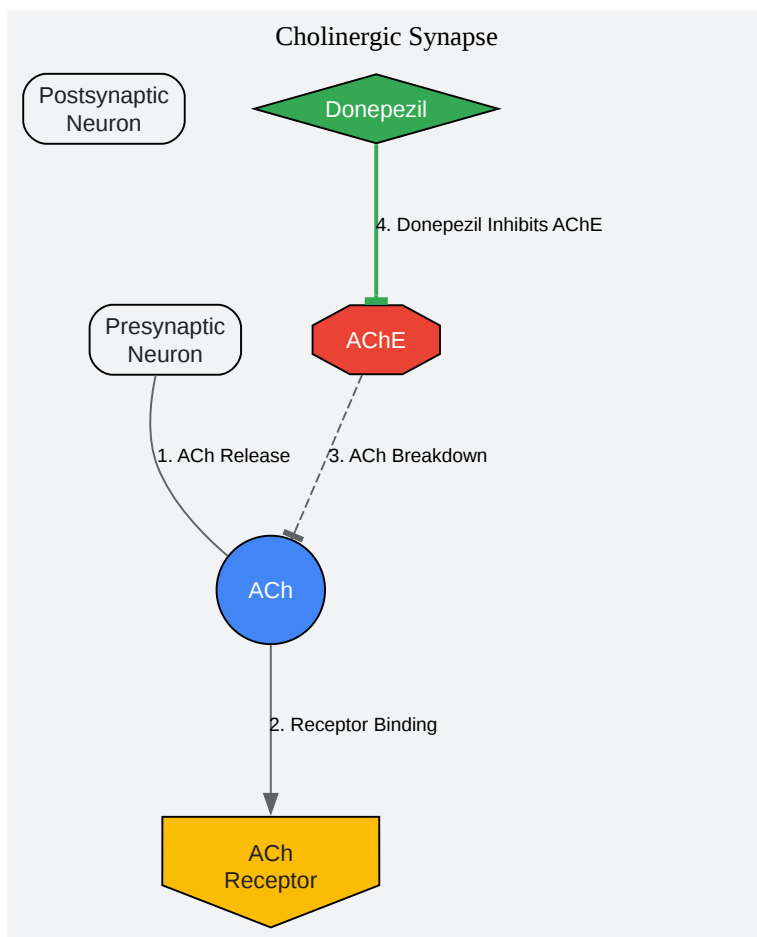 Cholinergic Synapse
Postsynaptic
Neuron
Donepezil
4. Donepezil Inhibits AChE
Presynaptic
Neuron
AChE
1. ACh Release
3. ACh Breakdown
ACh
2. Receptor Binding
ACh
Receptor